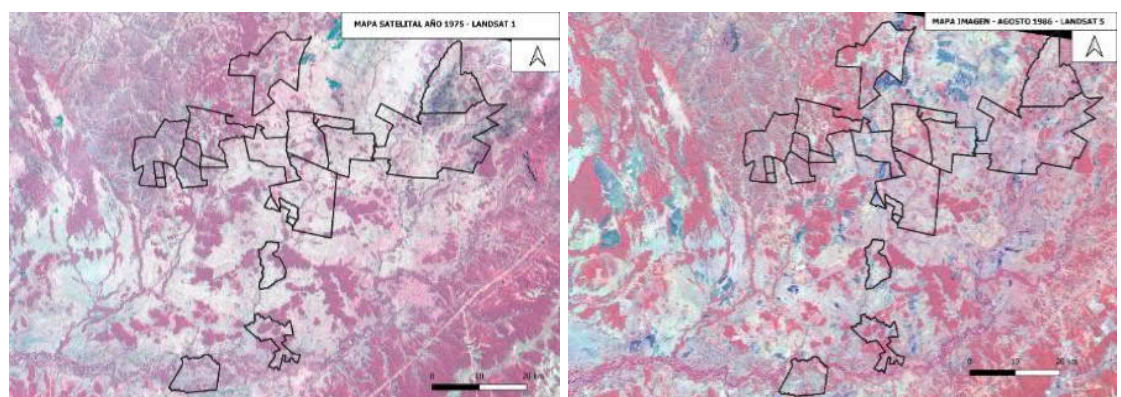 MAPA SATELITAL AÑO 1975 - LANDSAT 1
0 10 20 km
MAPA IMAGEN - AGOSTO 1986 - LANDSAT 5
0 10 20 km